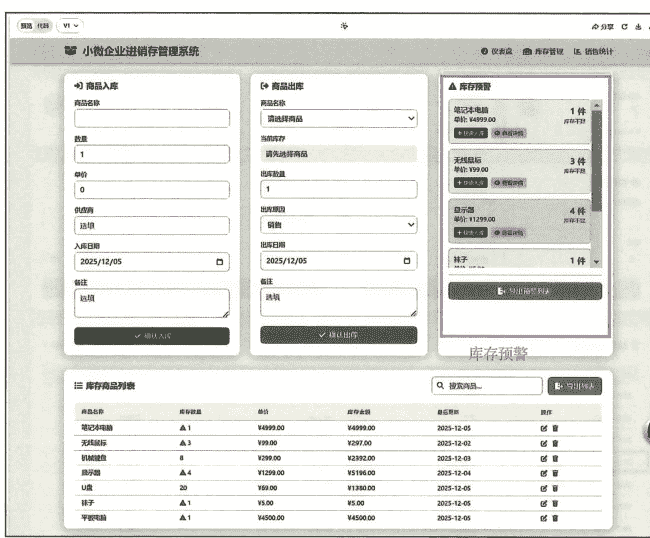 预览 代码 V1
分享
小微企业进销存管理系统
仪表盘 库存管理 销售统计
商品入库
商品名称
数量
1
单价
0
供应商
选填
入库日期
2025/12/05
备注
选填
确认入库
商品出库
商品名称
请选择商品
当前库存
请先选择商品
出库数量
1
出库原因
销售
出库日期
2025/12/05
备注
选填
确认出库
库存预警
笔记本电脑 1 件
单价: ¥4999.00 库存不足
快速入库 查看详情
无线鼠标 3 件
单价: ¥99.00 库存不足
快速入库 查看详情
显示器 4 件
单价: ¥1299.00 库存不足
快速入库 查看详情
袜子 1 件
导出预警列表
库存预警
库存商品列表
搜索商品... 导出列表
商品名称 库存数量 单价 库存金额 最后更新 操作
笔记本电脑 1 ¥4999.00 ¥4999.00 2025-12-05
无线鼠标 3 ¥99.00 ¥297.00 2025-12-02
机械键盘 8 ¥299.00 ¥2392.00 2025-12-03
显示器 4 ¥1299.00 ¥5196.00 2025-12-04
U盘 20 ¥69.00 ¥1380.00 2025-12-05
袜子 1 ¥5.00 ¥5.00 2025-12-05
平板电脑 1 ¥4500.00 ¥4500.00 2025-12-05